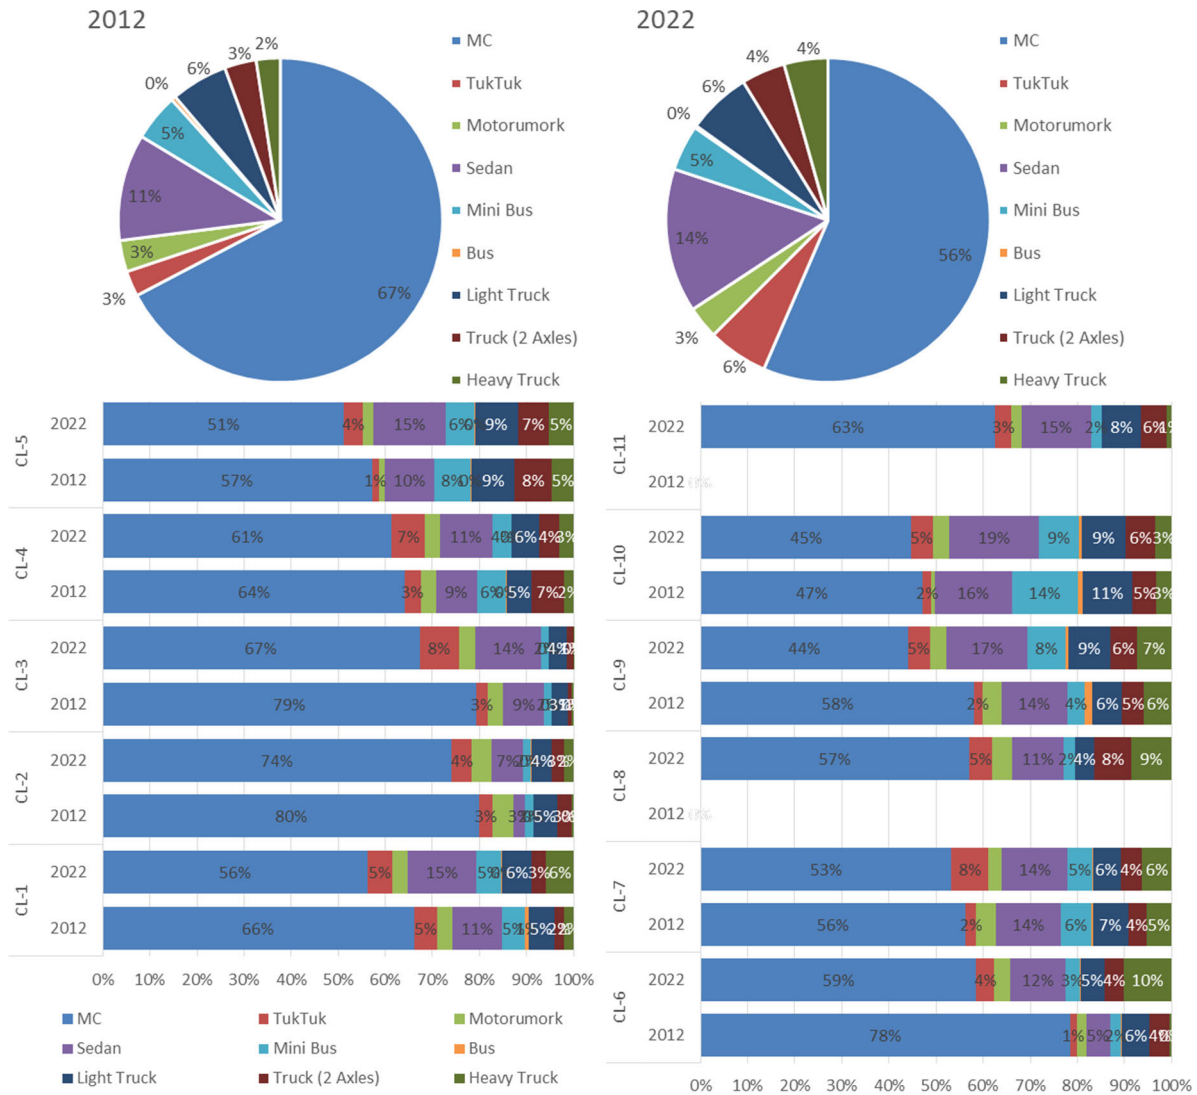 2012
MC
TukTuk
Motorumork
Sedan
Mini Bus
Bus
Light Truck
Truck (2 Axles)
Heavy Truck
2%
3%
6%
0%
5%
11%
3%
3%
67%
2022
MC
TukTuk
Motorumork
Sedan
Mini Bus
Bus
Light Truck
Truck (2 Axles)
Heavy Truck
4%
4%
6%
0%
5%
14%
3%
6%
56%
CL-5
2022 51% 4% 15% 6% 9% 7% 5%
2012 57% 1% 10% 8% 9% 8% 5%
CL-4
2022 61% 7% 11% 6% 4% 3%
2012 64% 3% 9% 6% 5% 7% 2%
CL-3
2022 67% 8% 14%
2012 79% 3% 9%
CL-2
2022 74% 4% 7% 4% 3% 2%
2012 80% 3% 3% 5%
CL-1
2022 56% 5% 15% 5% 6% 3% 6%
2012 66% 5% 11% 5% 5%
0% 10% 20% 30% 40% 50% 60% 70% 80% 90% 100%
MC TukTuk Motorumork
Sedan Mini Bus Bus
Light Truck Truck (2 Axles) Heavy Truck
CL-11
2022 63% 3% 15% 2% 8% 6% 1%
2012
CL-10
2022 45% 5% 19% 9% 9% 6% 3%
2012 47% 2% 16% 14% 11% 5% 3%
CL-9
2022 44% 5% 17% 8% 9% 6% 7%
2012 58% 2% 14% 4% 6% 5% 6%
CL-8
2022 57% 5% 11% 2% 4% 8% 9%
2012
CL-7
2022 53% 8% 14% 5% 6% 4% 6%
2012 56% 2% 14% 6% 7% 4% 5%
CL-6
2022 59% 4% 12% 3% 5% 4% 10%
2012 78% 1% 5% 2% 6% 4%
0% 10% 20% 30% 40% 50% 60% 70% 80% 90% 100%